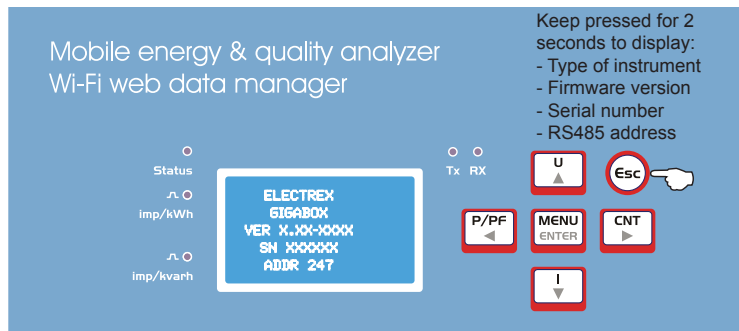 Mobile energy & quality analyzer
Wi-Fi web data manager
Keep pressed for 2
seconds to display:
- Type of instrument
- Firmware version
- Serial number
- RS485 address
Status
imp/kWh
imp/kvarh
ELECTREX
GIGABOX
VER X.XX-XXXX
SN XXXXXX
ADDR 247
Tx RX
U
Esc
P/PF
MENU
ENTER
CNT
I